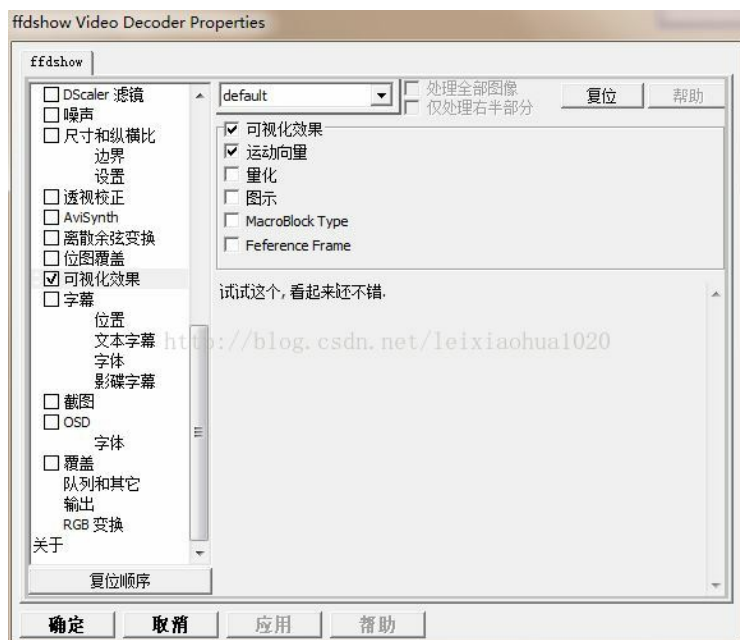 ffdshow Video Decoder Properties
ffdshow
DScaler 滤镜
噪声
尺寸和纵横比
边界
设置
透视校正
AviSynth
离散余弦变换
位图覆盖
可视化效果
字幕
位置
文本字幕
字体
影碟字幕
截图
OSD
字体
覆盖
队列和其它
输出
RGB 变换
关于
复位顺序
default
处理全部图像
仅处理右半部分
复位
帮助
可视化效果
运动向量
量化
图示
MacroBlock Type
Feference Frame
试试这个, 看起来还不错.
http://blog.csdn.net/leixiaohua1020
确定
取消
应用
帮助